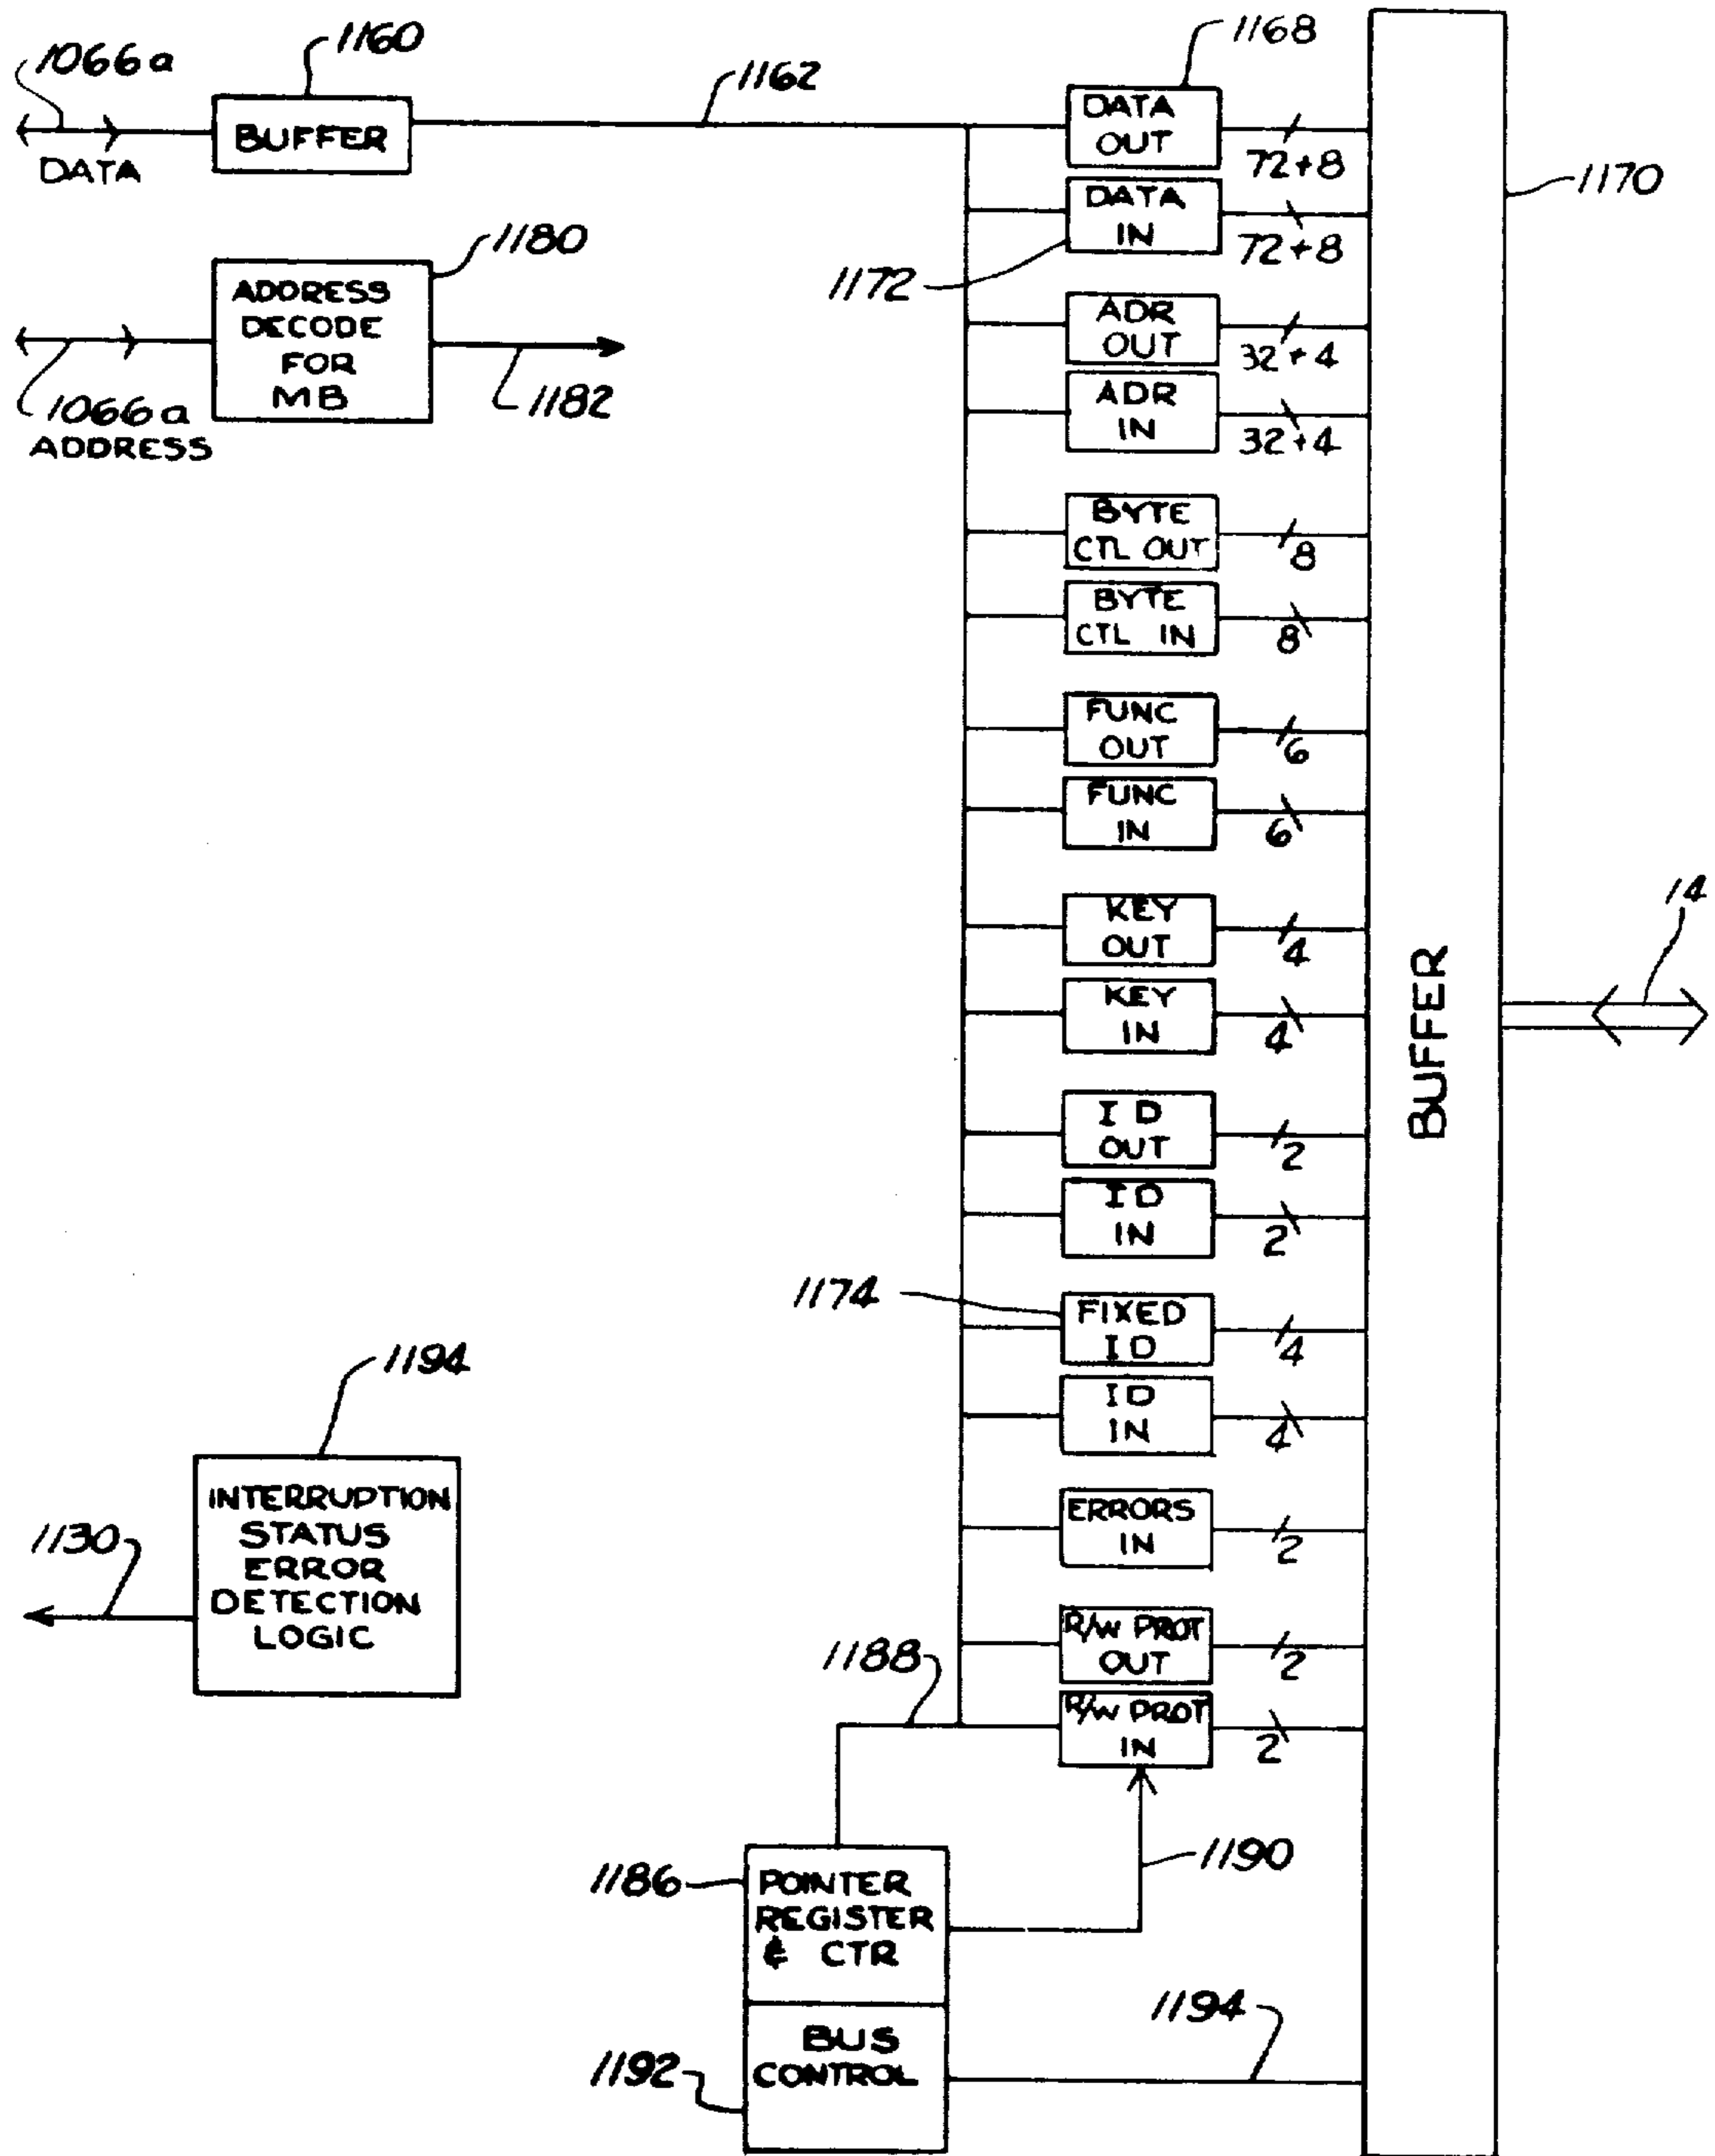 1066a
DATA
1160
BUFFER
1162
1168
DATA
OUT
72+8
1170
DATA
IN
72+8
1172
1180
ADDRESS
DECODE
FOR
MB
1066a
ADDRESS
1182
ADR
OUT
32+4
ADR
IN
32+4
BYTE
CTL OUT
8
BYTE
CTL IN
8
FUNC
OUT
6
FUNC
IN
6
KEY
OUT
4
KEY
IN
4
BUFFER
14
ID
OUT
2
ID
IN
2
1174
FIXED
ID
4
ID
IN
4
1194
INTERRUPTION
STATUS
ERROR
DETECTION
LOGIC
1130
ERRORS
IN
2
R/W PROT
OUT
2
1188
R/W PROT
IN
2
1186
POINTER
REGISTER
& CTR
1190
1192
BUS
CONTROL
1194